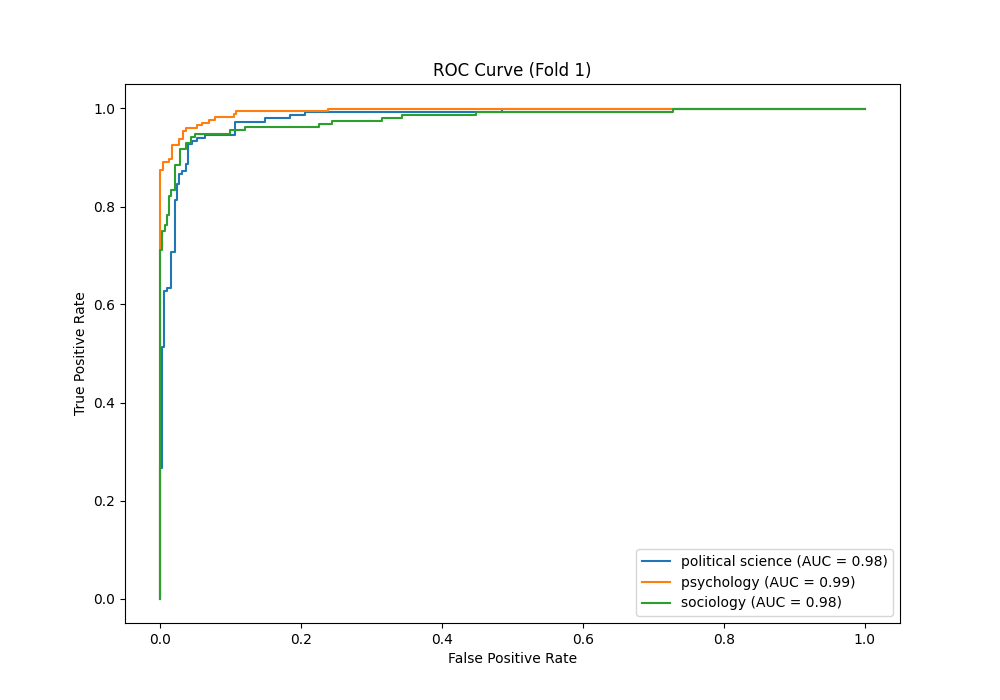 ROC Curve (Fold 1)
True Positive Rate
1.0
0.8
0.6
0.4
0.2
0.0
political science (AUC = 0.98)
psychology (AUC = 0.99)
sociology (AUC = 0.98)
0.0 0.2 0.4 0.6 0.8 1.0
False Positive Rate